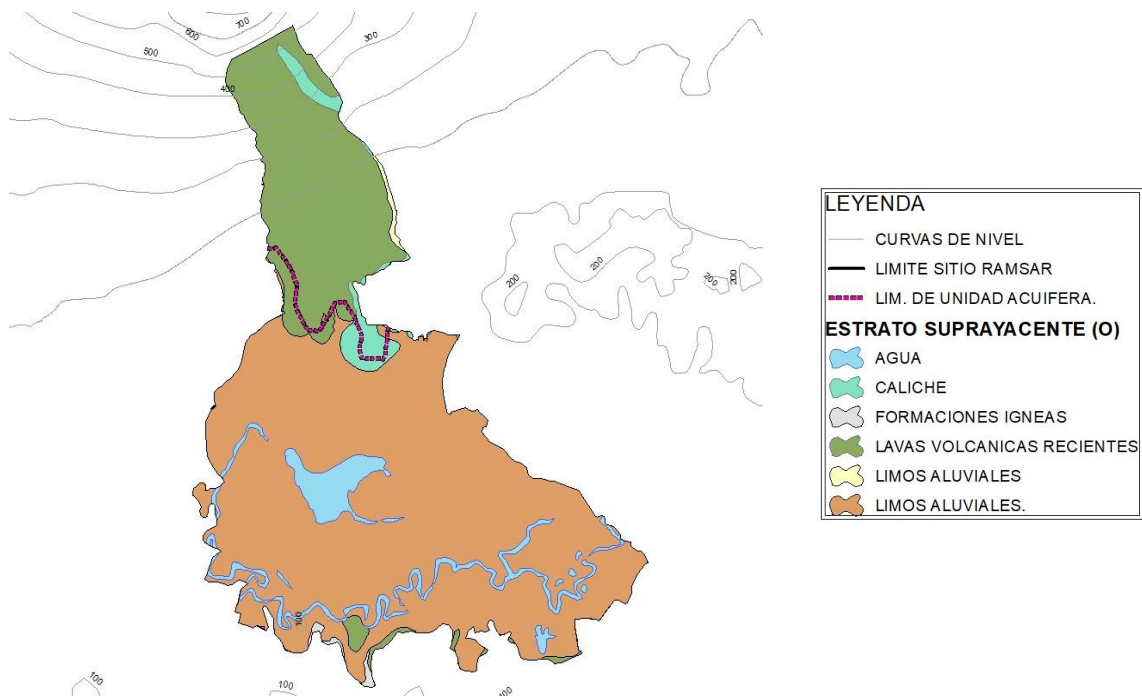 700
600
500
300
400
200
200
200
200
100
100
100
100
LEYENDA
CURVAS DE NIVEL
LIMITE SITIO RAMSAR
LIM. DE UNIDAD ACUIFERA.
ESTRATO SUPRAYACENTE (O)
AGUA
CALICHE
FORMACIONES IGNEAS
LAVAS VOLCANICAS RECIENTES
LIMOS ALUVIALES
LIMOS ALUVIALES.